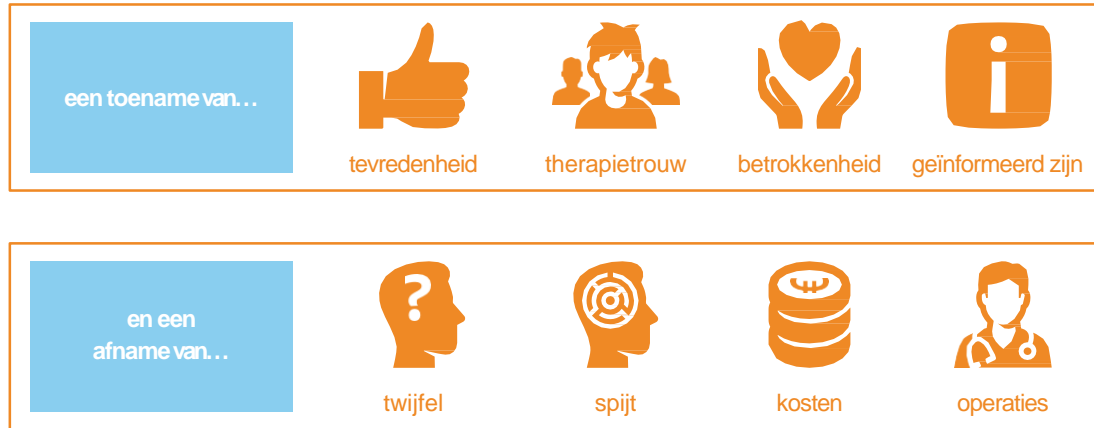 een toename van...
tevredenheid
therapietrouw
betrokkenheid
geïnformeerd zijn
en een
afname van...
?
twijfel
spijt
kosten
operaties